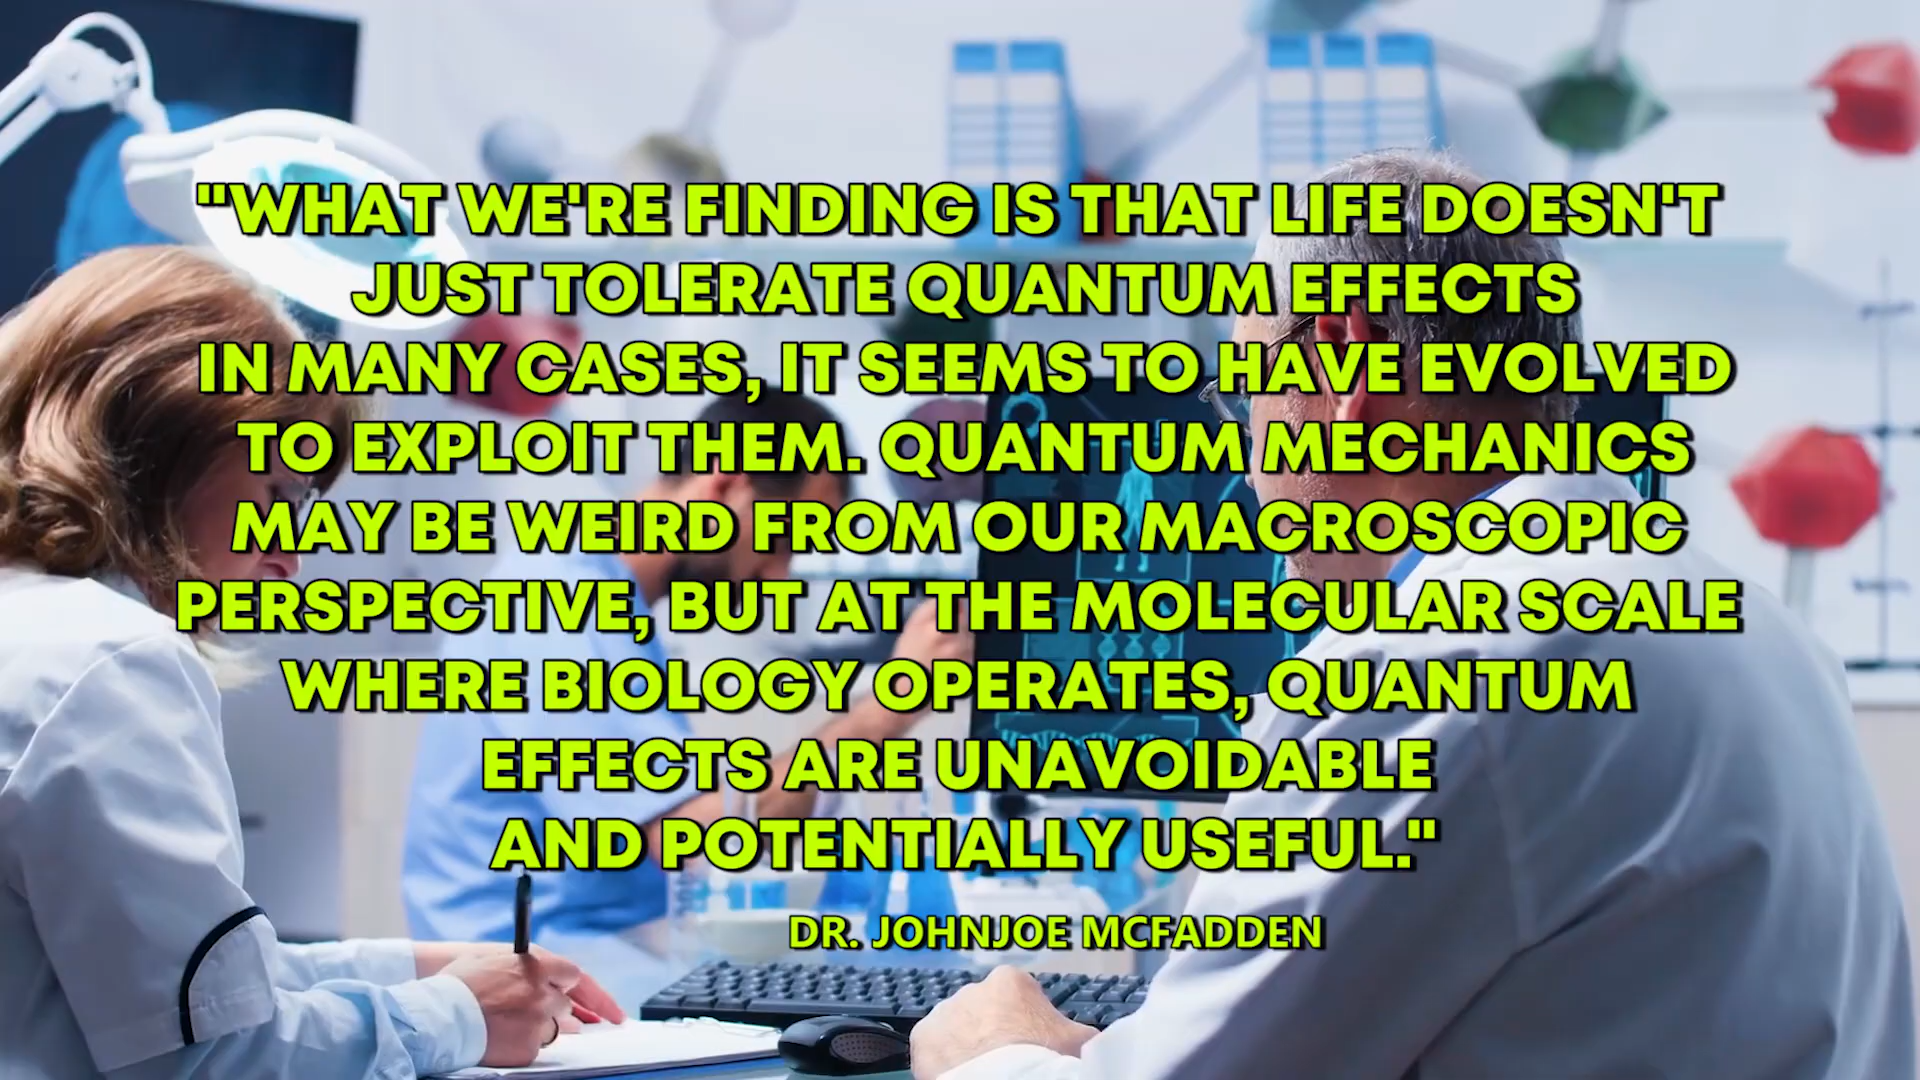 "WHAT WE'RE FINDING IS THAT LIFE DOESN'T
JUST TOLERATE QUANTUM EFFECTS
IN MANY CASES, IT SEEMS TO HAVE EVOLVED
TO EXPLOIT THEM. QUANTUM MECHANICS
MAY BE WEIRD FROM OUR MACROSCOPIC
PERSPECTIVE, BUT AT THE MOLECULAR SCALE
WHERE BIOLOGY OPERATES, QUANTUM
EFFECTS ARE UNAVOIDABLE
AND POTENTIALLY USEFUL."
DR. JOHNJOE MCFADDEN